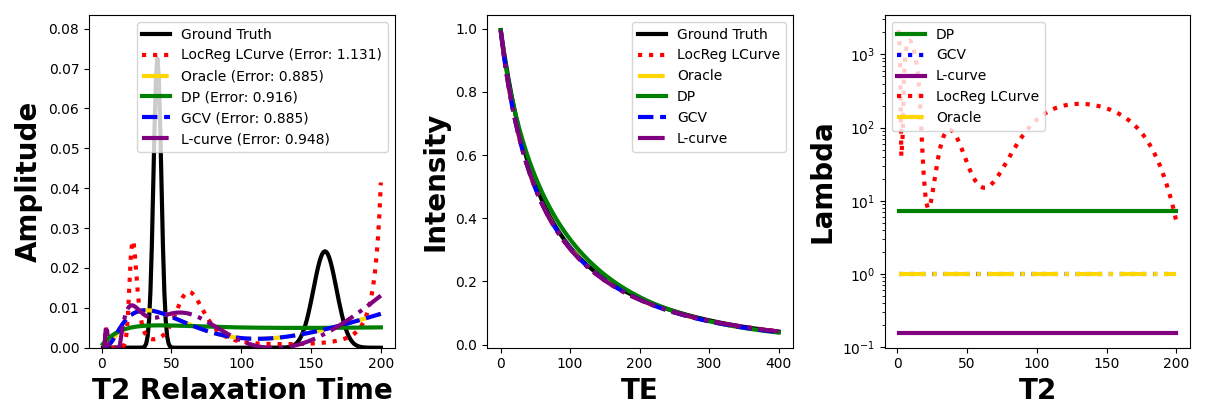 0.08
0.07
0.06
0.05
0.04
0.03
0.02
0.01
0.00
Amplitude
Ground Truth
LocReg LCurve (Error: 1.131)
Oracle (Error: 0.885)
DP (Error: 0.916)
GCV (Error: 0.885)
L-curve (Error: 0.948)
0 50 100 150 200
T2 Relaxation Time
1.0
0.8
0.6
0.4
0.2
0.0
Intensity
Ground Truth
LocReg LCurve
Oracle
DP
GCV
L-curve
0 100 200 300 400
TE
10³
10²
10¹
10⁰
10⁻¹
Lambda
DP
GCV
L-curve
LocReg LCurve
Oracle
0 50 100 150 200
T2